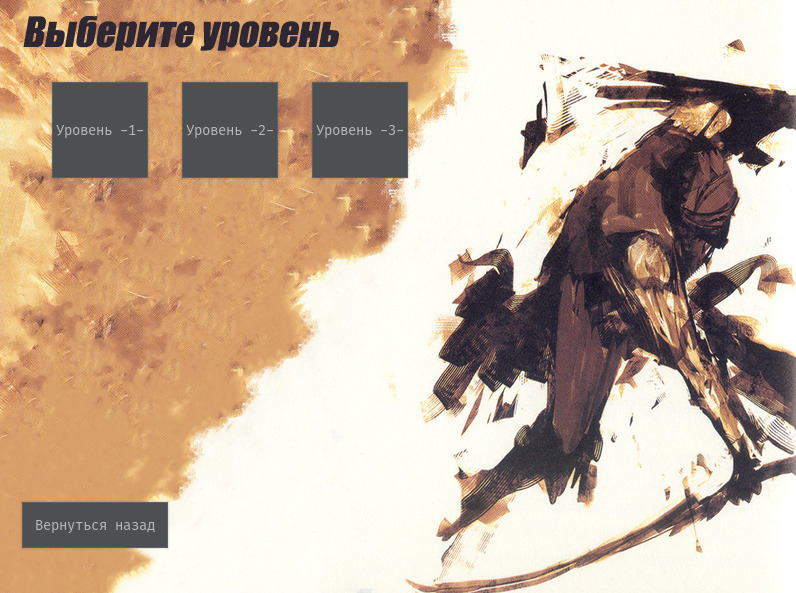 Выберите уровень
Уровень -1-
Уровень -2-
Уровень -3-
Вернуться назад